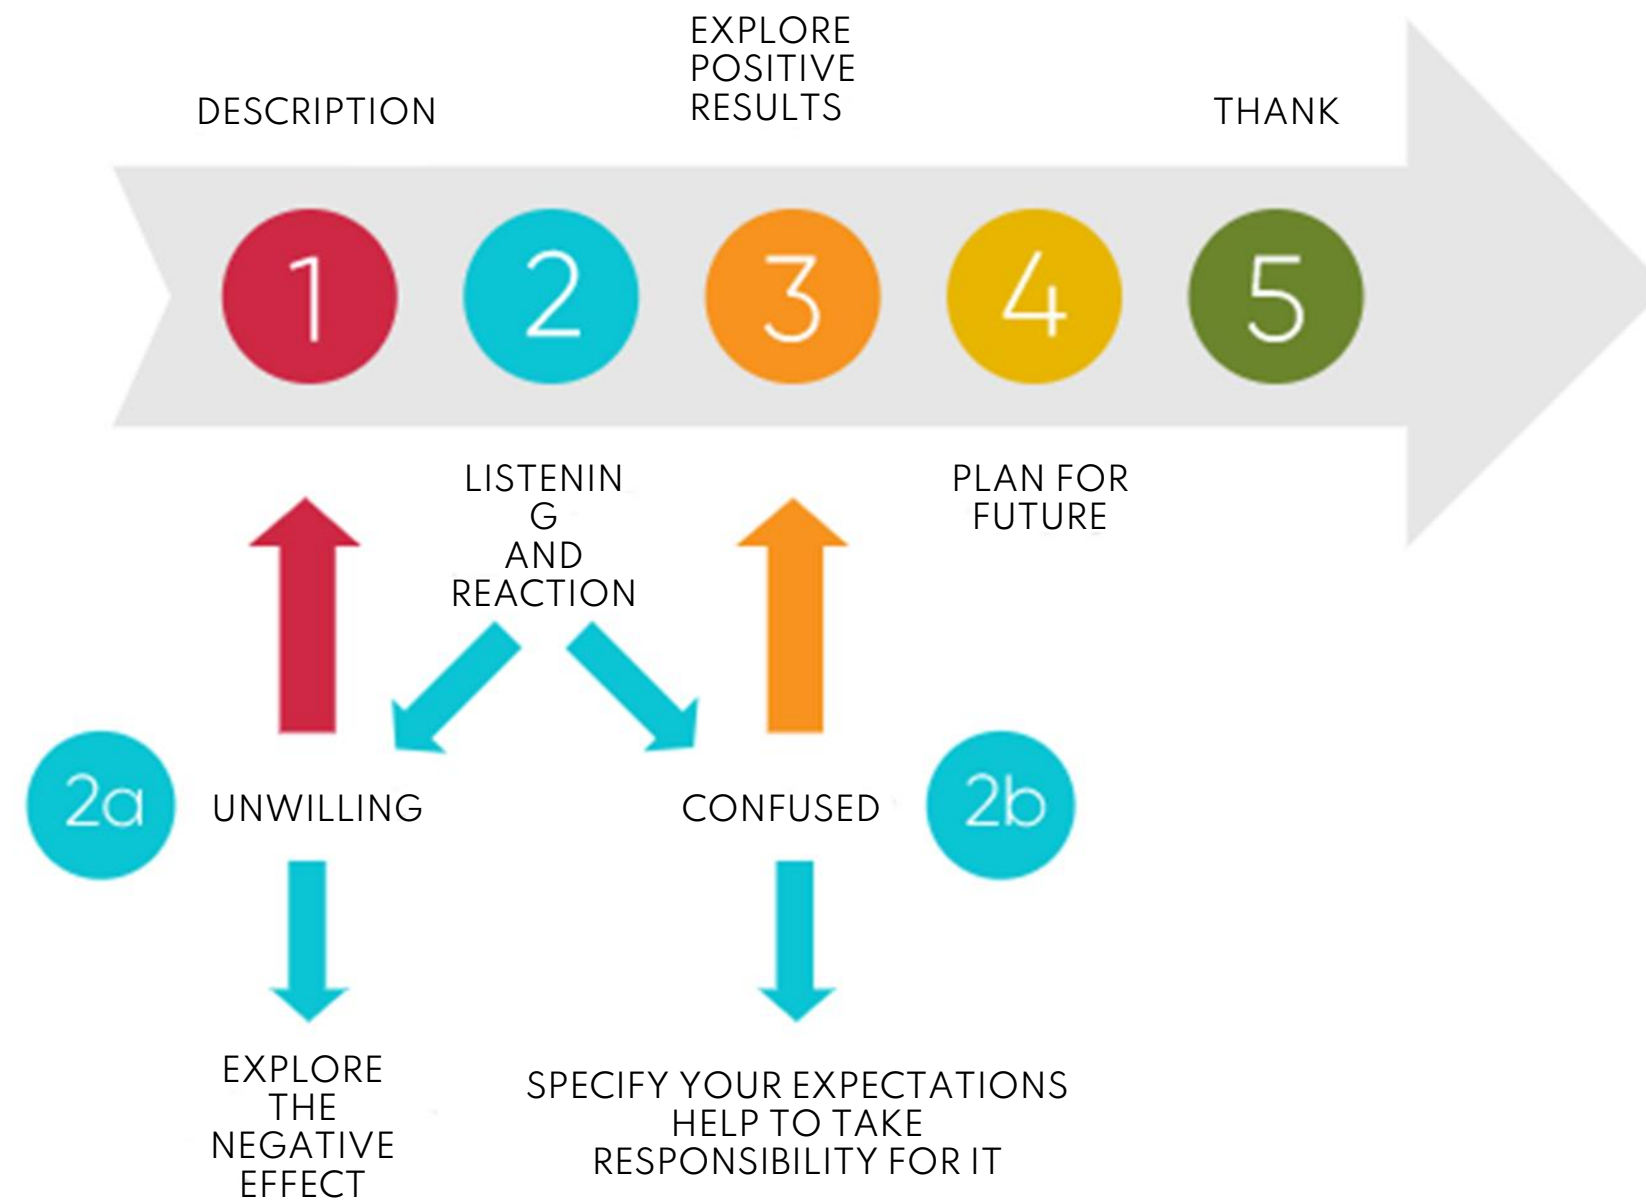 EXPLORE
POSITIVE
RESULTS
DESCRIPTION
THANK
1
2
3
4
5
LISTENIN
G
AND
REACTION
PLAN FOR
FUTURE
2a
UNWILLING
CONFUSED
2b
EXPLORE
THE
NEGATIVE
EFFECT
SPECIFY YOUR EXPECTATIONS
HELP TO TAKE
RESPONSIBILITY FOR IT